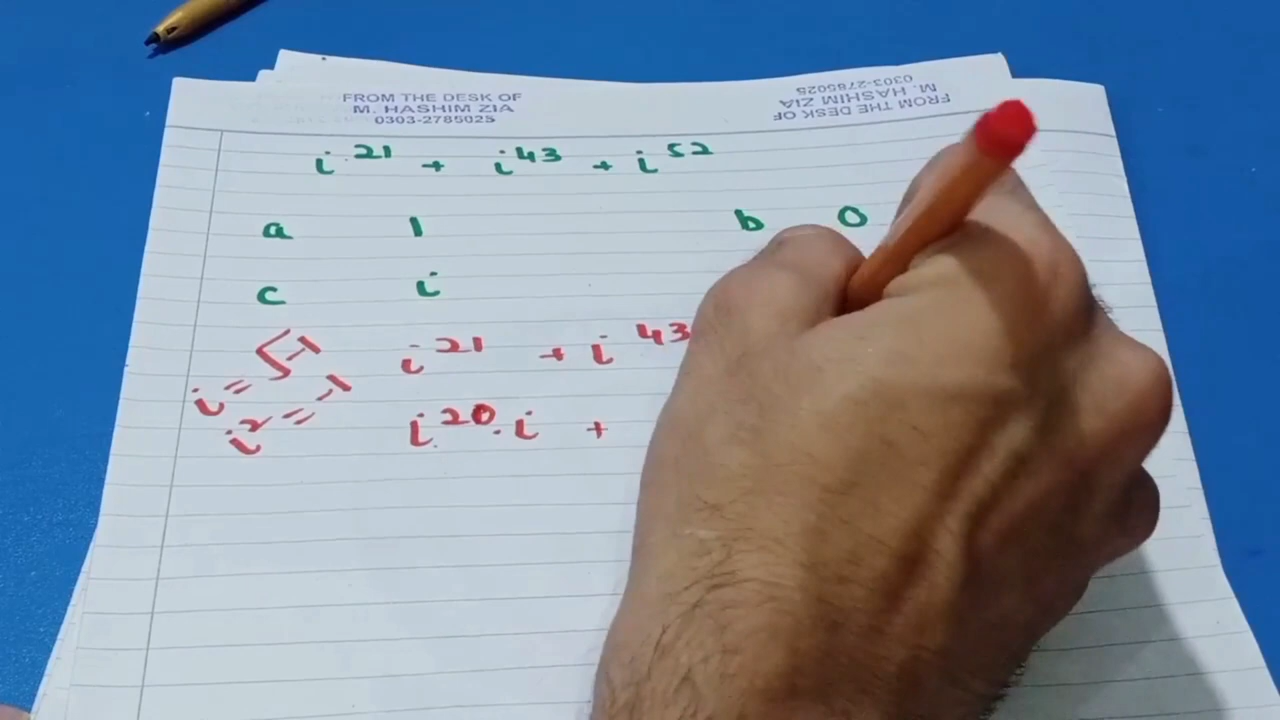 FROM THE DESK OF
M. HASHIM ZIA
0303-2785025
FROM THE DESK OF
M. HASHIM ZIA
0303-2785025
i²¹ + i⁴³ + i⁵²
a 1 b 0
c i
i = √-1 i²¹ + i⁴³
i² = -1 i²⁰.i +